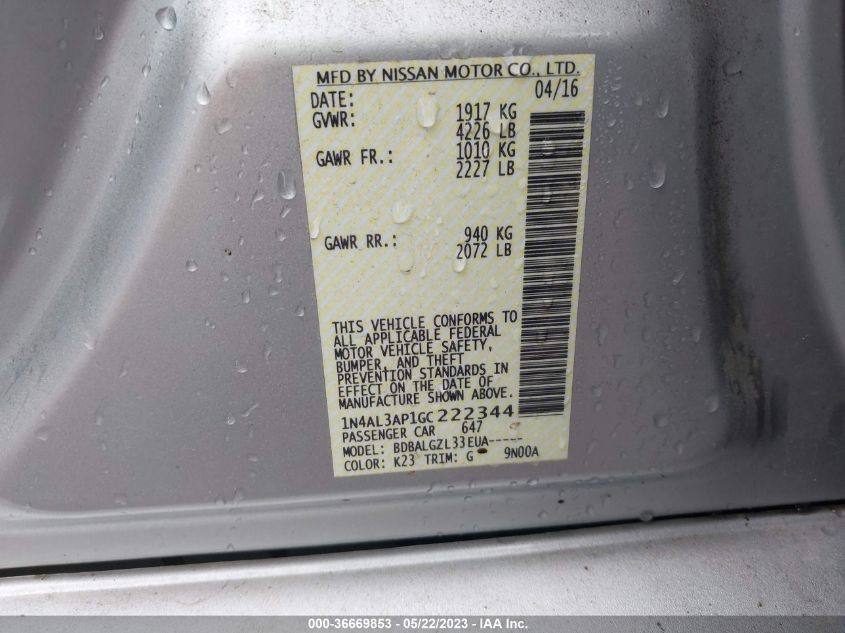 MFD BY NISSAN MOTOR CO., LTD.
DATE: 04/16
GVWR: 1917 KG
4226 LB
GAWR FR.: 1010 KG
2227 LB
GAWR RR.: 940 KG
2072 LB
THIS VEHICLE CONFORMS TO
ALL APPLICABLE FEDERAL
MOTOR VEHICLE SAFETY,
BUMPER, AND THEFT
PREVENTION STANDARDS IN
EFFECT ON THE DATE OF
MANUFACTURE SHOWN ABOVE.
1N4AL3AP1GC222344
PASSENGER CAR 647
MODEL: BDBALGZL33EUA-----
COLOR: K23 TRIM: G 9N00A
000-36669853 - 05/22/2023 - IAA Inc.